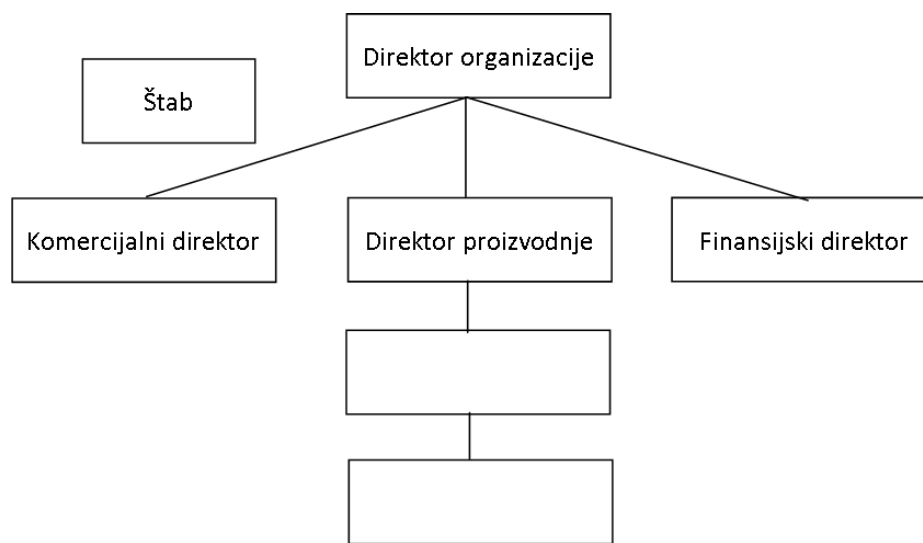 Direktor organizacije
Štab
Komercijalni direktor
Direktor proizvodnje
Finansijski direktor